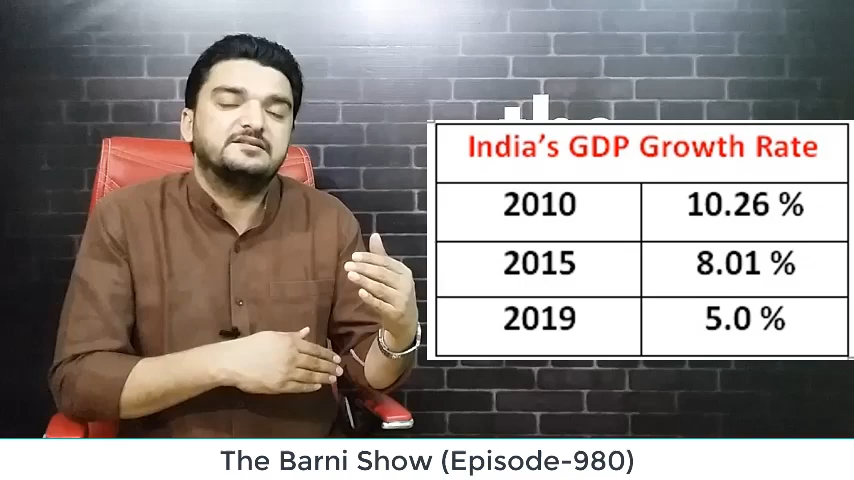 India's GDP Growth Rate
2010 10.26 %
2015 8.01 %
2019 5.0 %
The Barni Show (Episode-980)